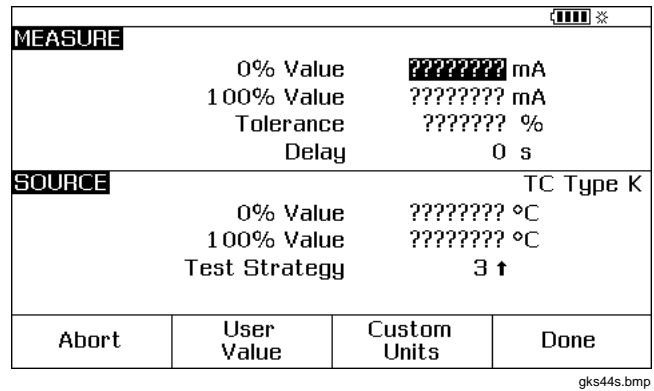 MEASURE
0% Value ???????? mA
100% Value ???????? mA
Tolerance ??????? %
Delay 0 s
SOURCE TC Type K
0% Value ???????? °C
100% Value ???????? °C
Test Strategy 3 ↑
Abort User Value Custom Units Done
gks44s.bmp